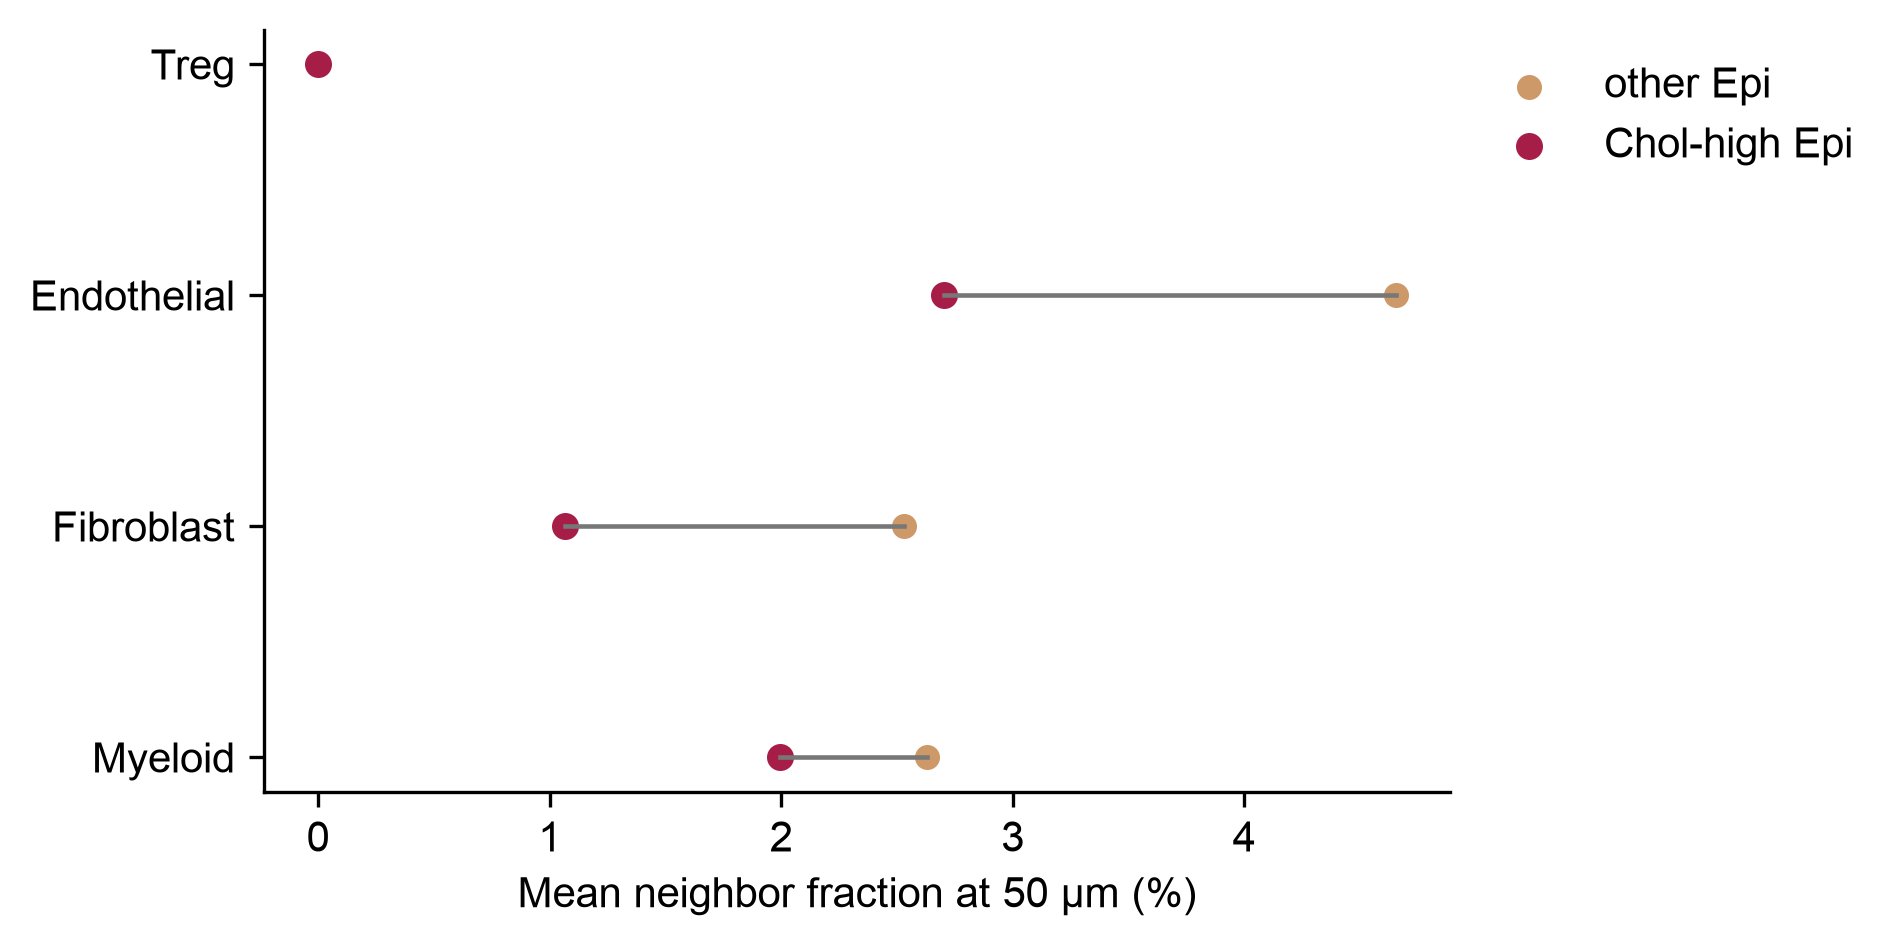 Treg
Endothelial
Fibroblast
Myeloid
0 1 2 3 4
Mean neighbor fraction at 50 µm (%)
other Epi
Chol-high Epi